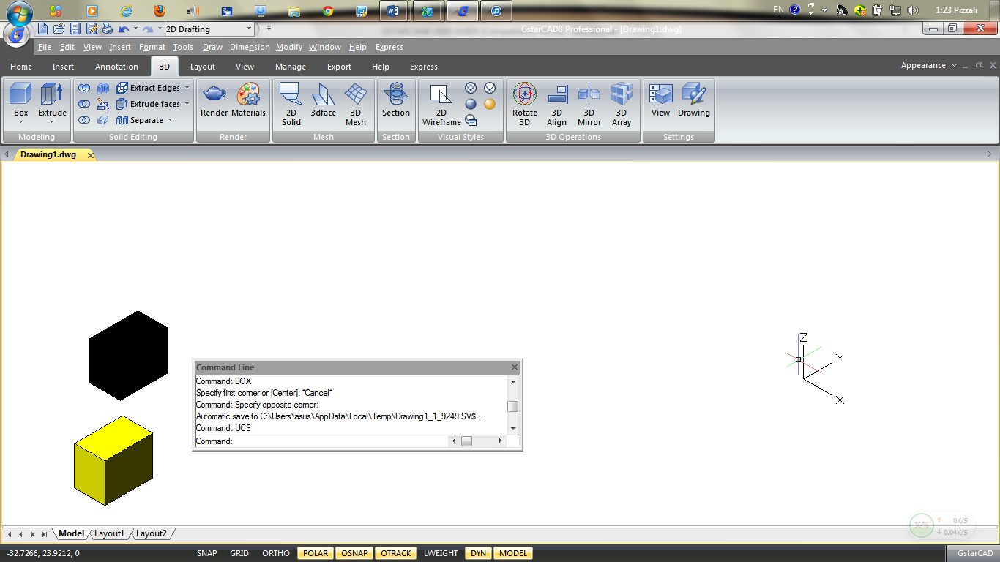 EN 1:23 Pizzali
2D Drafting GstarCAD8 Professional - [Drawing1.dwg]
File Edit View Insert Format Tools Draw Dimension Modify Window Help Express
Home Insert Annotation 3D Layout View Manage Export Help Express Appearance
Extract Edges
Extrude faces
Separate
Box Extrude Render Materials 2D Solid 3dface 3D Mesh Section 2D Wireframe Rotate 3D 3D Align 3D Mirror 3D Array View Drawing
Modeling Solid Editing Render Mesh Section Visual Styles 3D Operations Settings
Drawing1.dwg
Z
Y
X
Command Line
Command: BOX
Specify first corner or [Center]: *Cancel*
Command: Specify opposite corner:
Automatic save to C:\Users\asus\AppData\Local\Temp\Drawing1_1_9249.SV$ ...
Command: UCS
Command:
36% 0K/S
0.04K/S
Model Layout1 Layout2
-32.7266, 23.9212, 0 SNAP GRID ORTHO POLAR OSNAP OTRACK LWEIGHT DYN MODEL GstarCAD